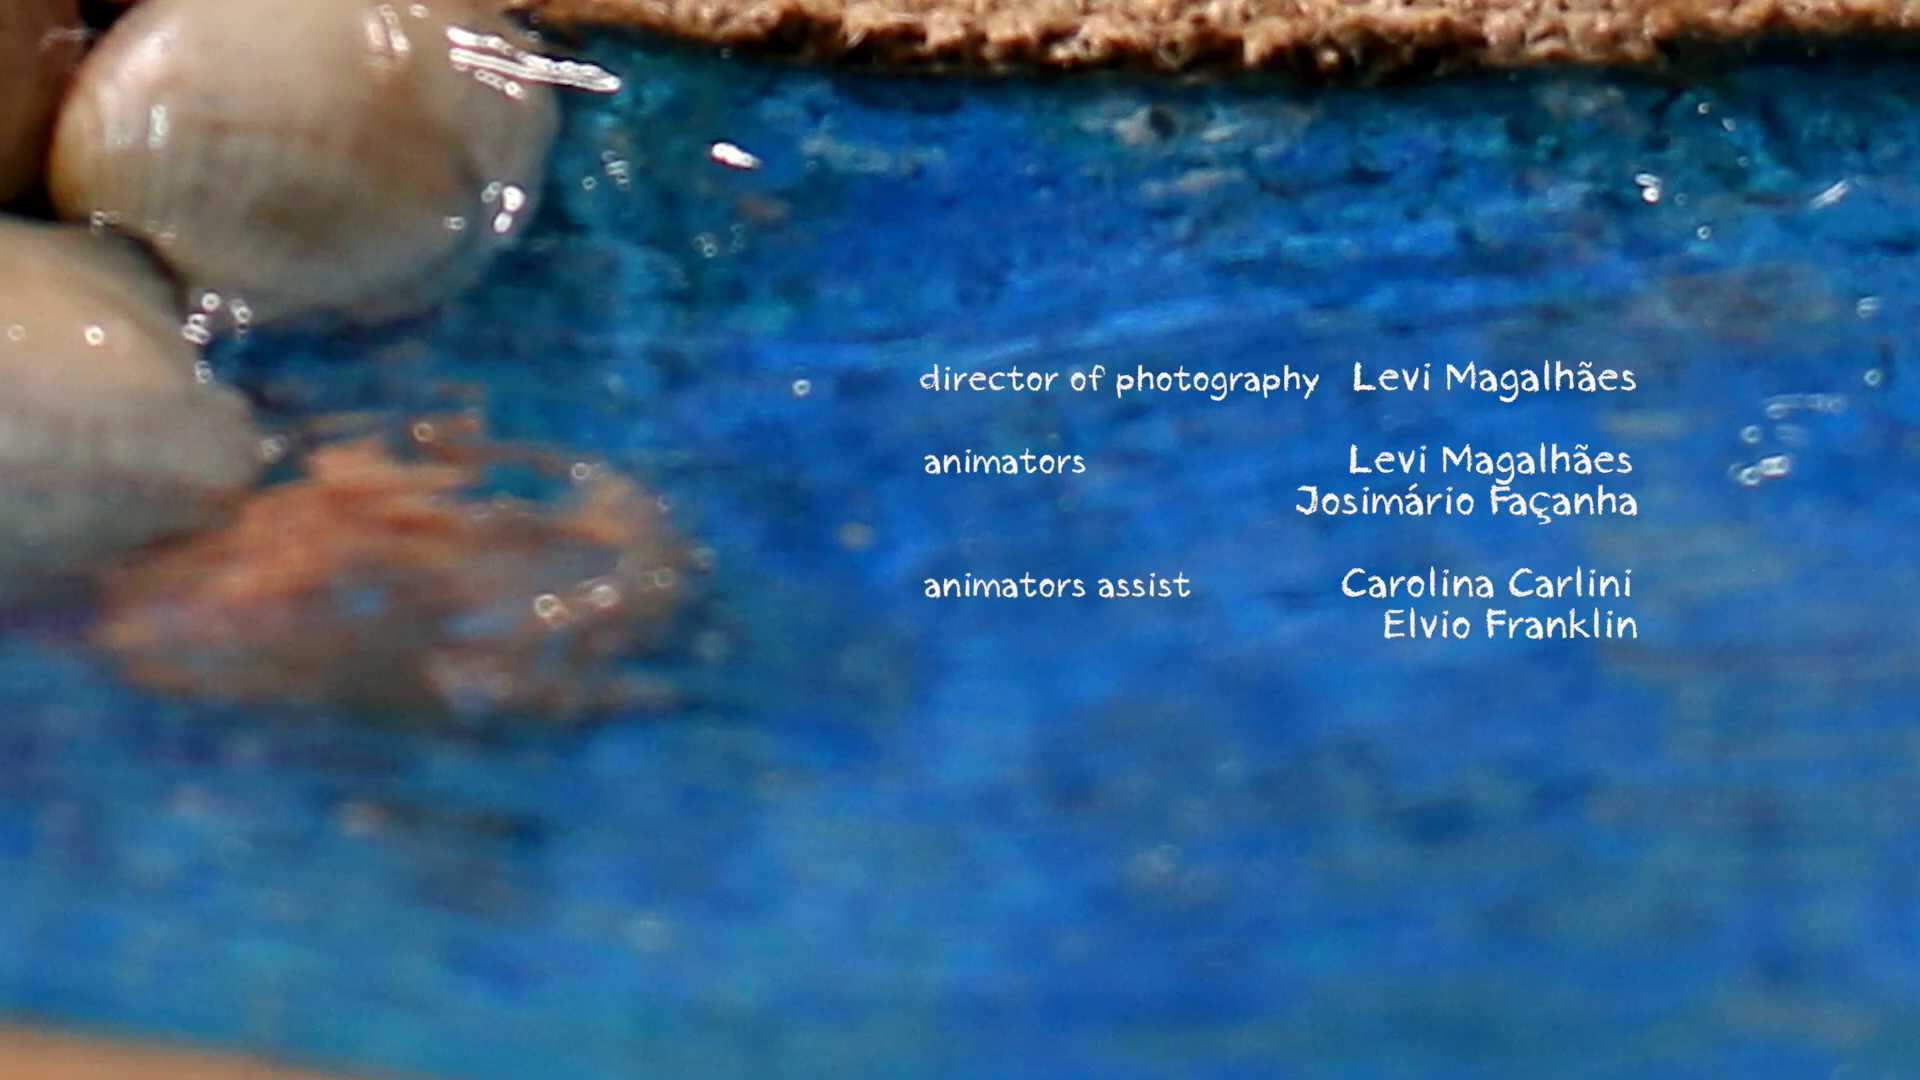 director of photography Levi Magalhães
animators Levi Magalhães
Josimário Façanha
animators assist Carolina Carlini
Elvio Franklin